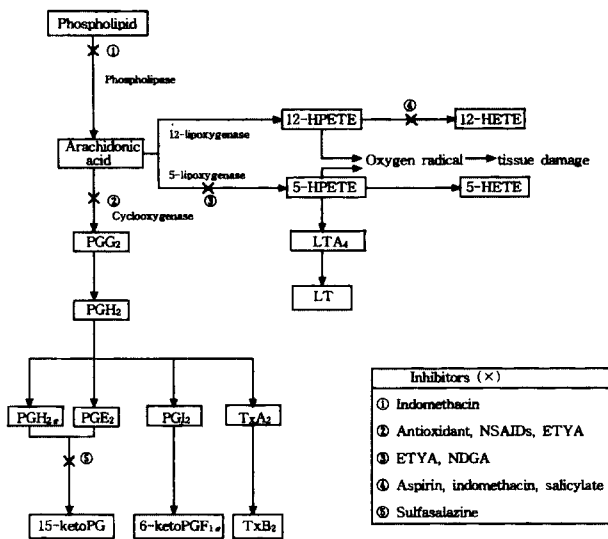 Phospholipid
①
Phospholipase
④
12-HPETE
12-HETE
12-lipoxygenase
Arachidonic
acid
Oxygen radical
tissue damage
5-lipoxygenase
5-HPETE
5-HETE
③
②
Cyclooxygenase
PGG₂
LTA₄
PGH₂
LT
Inhibitors (×)
① Indomethacin
② Antioxidant, NSAIDs, ETYA
③ ETYA, NDGA
④ Aspirin, indomethacin, salicylate
⑤ Sulfasalazine
PGH₂α
PGE₂
PGI₂
TxA₂
⑤
15-ketoPG
6-ketoPGF₁α
TxB₂